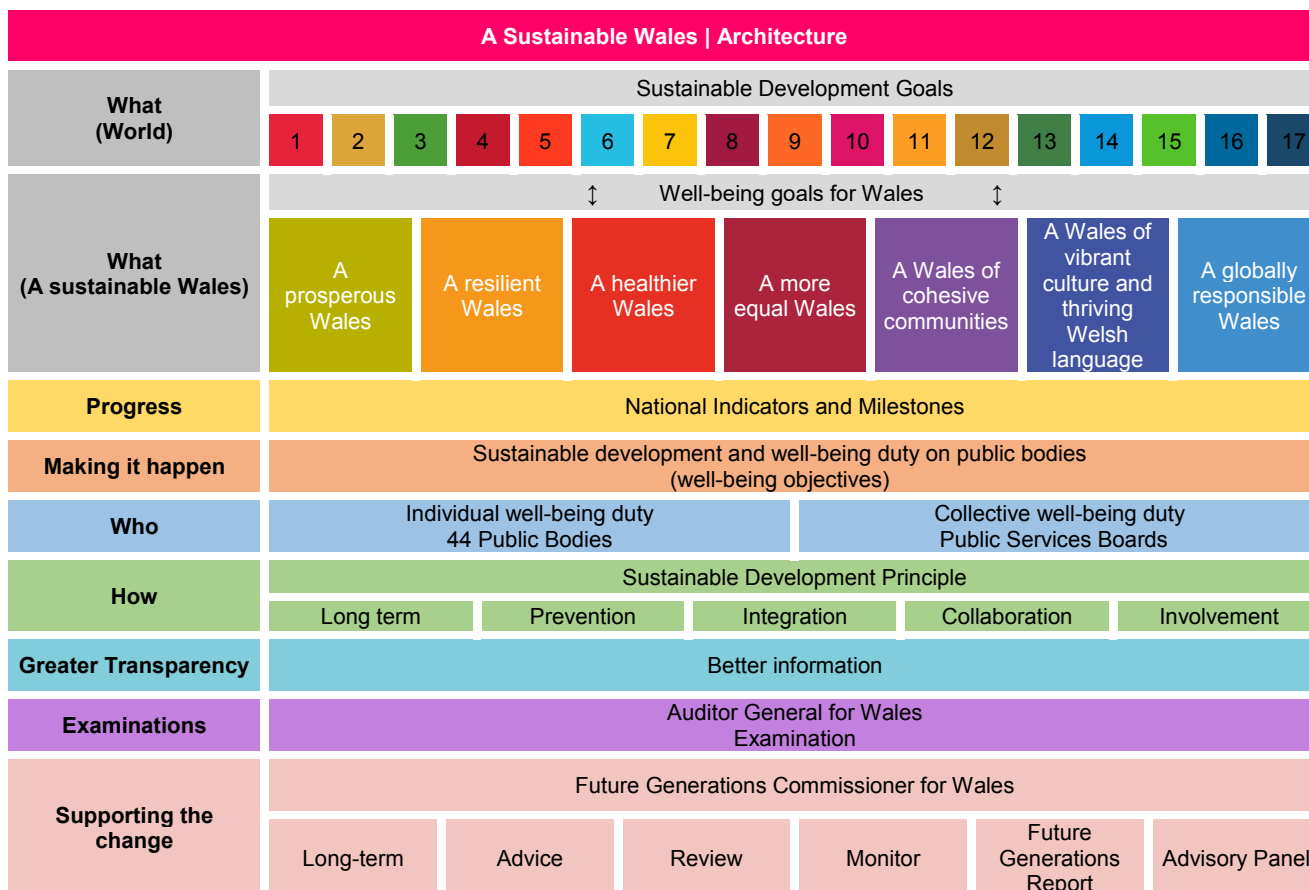 A Sustainable Wales | Architecture
What
(World)
Sustainable Development Goals
1 2 3 4 5 6 7 8 9 10 11 12 13 14 15 16 17
What
(A sustainable Wales)
↕ Well-being goals for Wales ↕
A
prosperous
Wales
A resilient
Wales
A healthier
Wales
A more
equal Wales
A Wales of
cohesive
communities
A Wales of
vibrant
culture and
thriving
Welsh
language
A globally
responsible
Wales
Progress
National Indicators and Milestones
Making it happen
Sustainable development and well-being duty on public bodies
(well-being objectives)
Who
Individual well-being duty
44 Public Bodies
Collective well-being duty
Public Services Boards
How
Sustainable Development Principle
Long term
Prevention
Integration
Collaboration
Involvement
Greater Transparency
Better information
Examinations
Auditor General for Wales
Examination
Supporting the
change
Future Generations Commissioner for Wales
Long-term
Advice
Review
Monitor
Future
Generations
Report
Advisory Panel